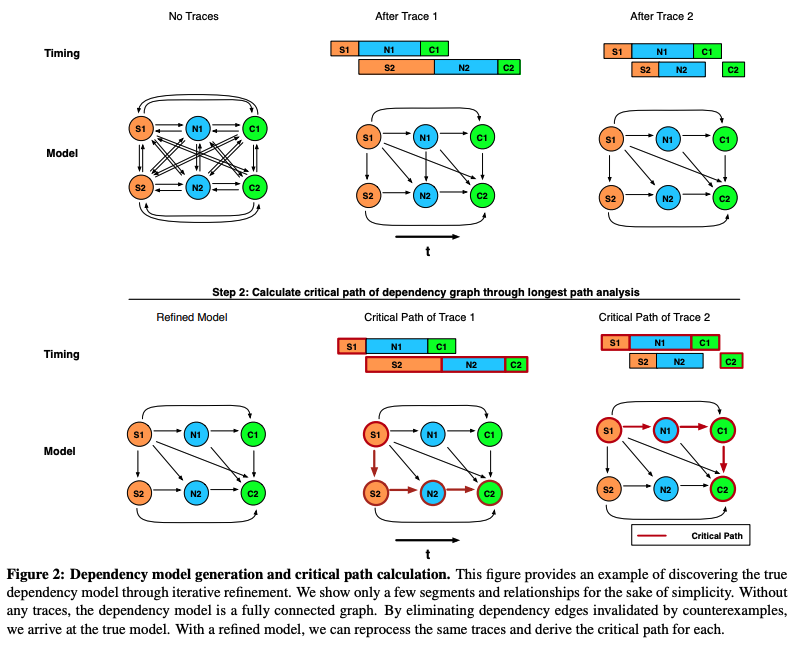 No Traces
After Trace 1
After Trace 2
Timing
S1 N1 C1
S2 N2 C2
S1 N1 C1
S2 N2 C2
Model
S1 N1 C1
S2 N2 C2
S1 N1 C1
S2 N2 C2
S1 N1 C1
S2 N2 C2
t
Step 2: Calculate critical path of dependency graph through longest path analysis
Refined Model
Critical Path of Trace 1
Critical Path of Trace 2
Timing
S1 N1 C1
S2 N2 C2
S1 N1 C1
S2 N2 C2
Model
S1 N1 C1
S2 N2 C2
S1 N1 C1
S2 N2 C2
S1 N1 C1
S2 N2 C2
t
Critical Path
Figure 2: Dependency model generation and critical path calculation. This figure provides an example of discovering the true
dependency model through iterative refinement. We show only a few segments and relationships for the sake of simplicity. Without
any traces, the dependency model is a fully connected graph. By eliminating dependency edges invalidated by counterexamples,
we arrive at the true model. With a refined model, we can reprocess the same traces and derive the critical path for each.